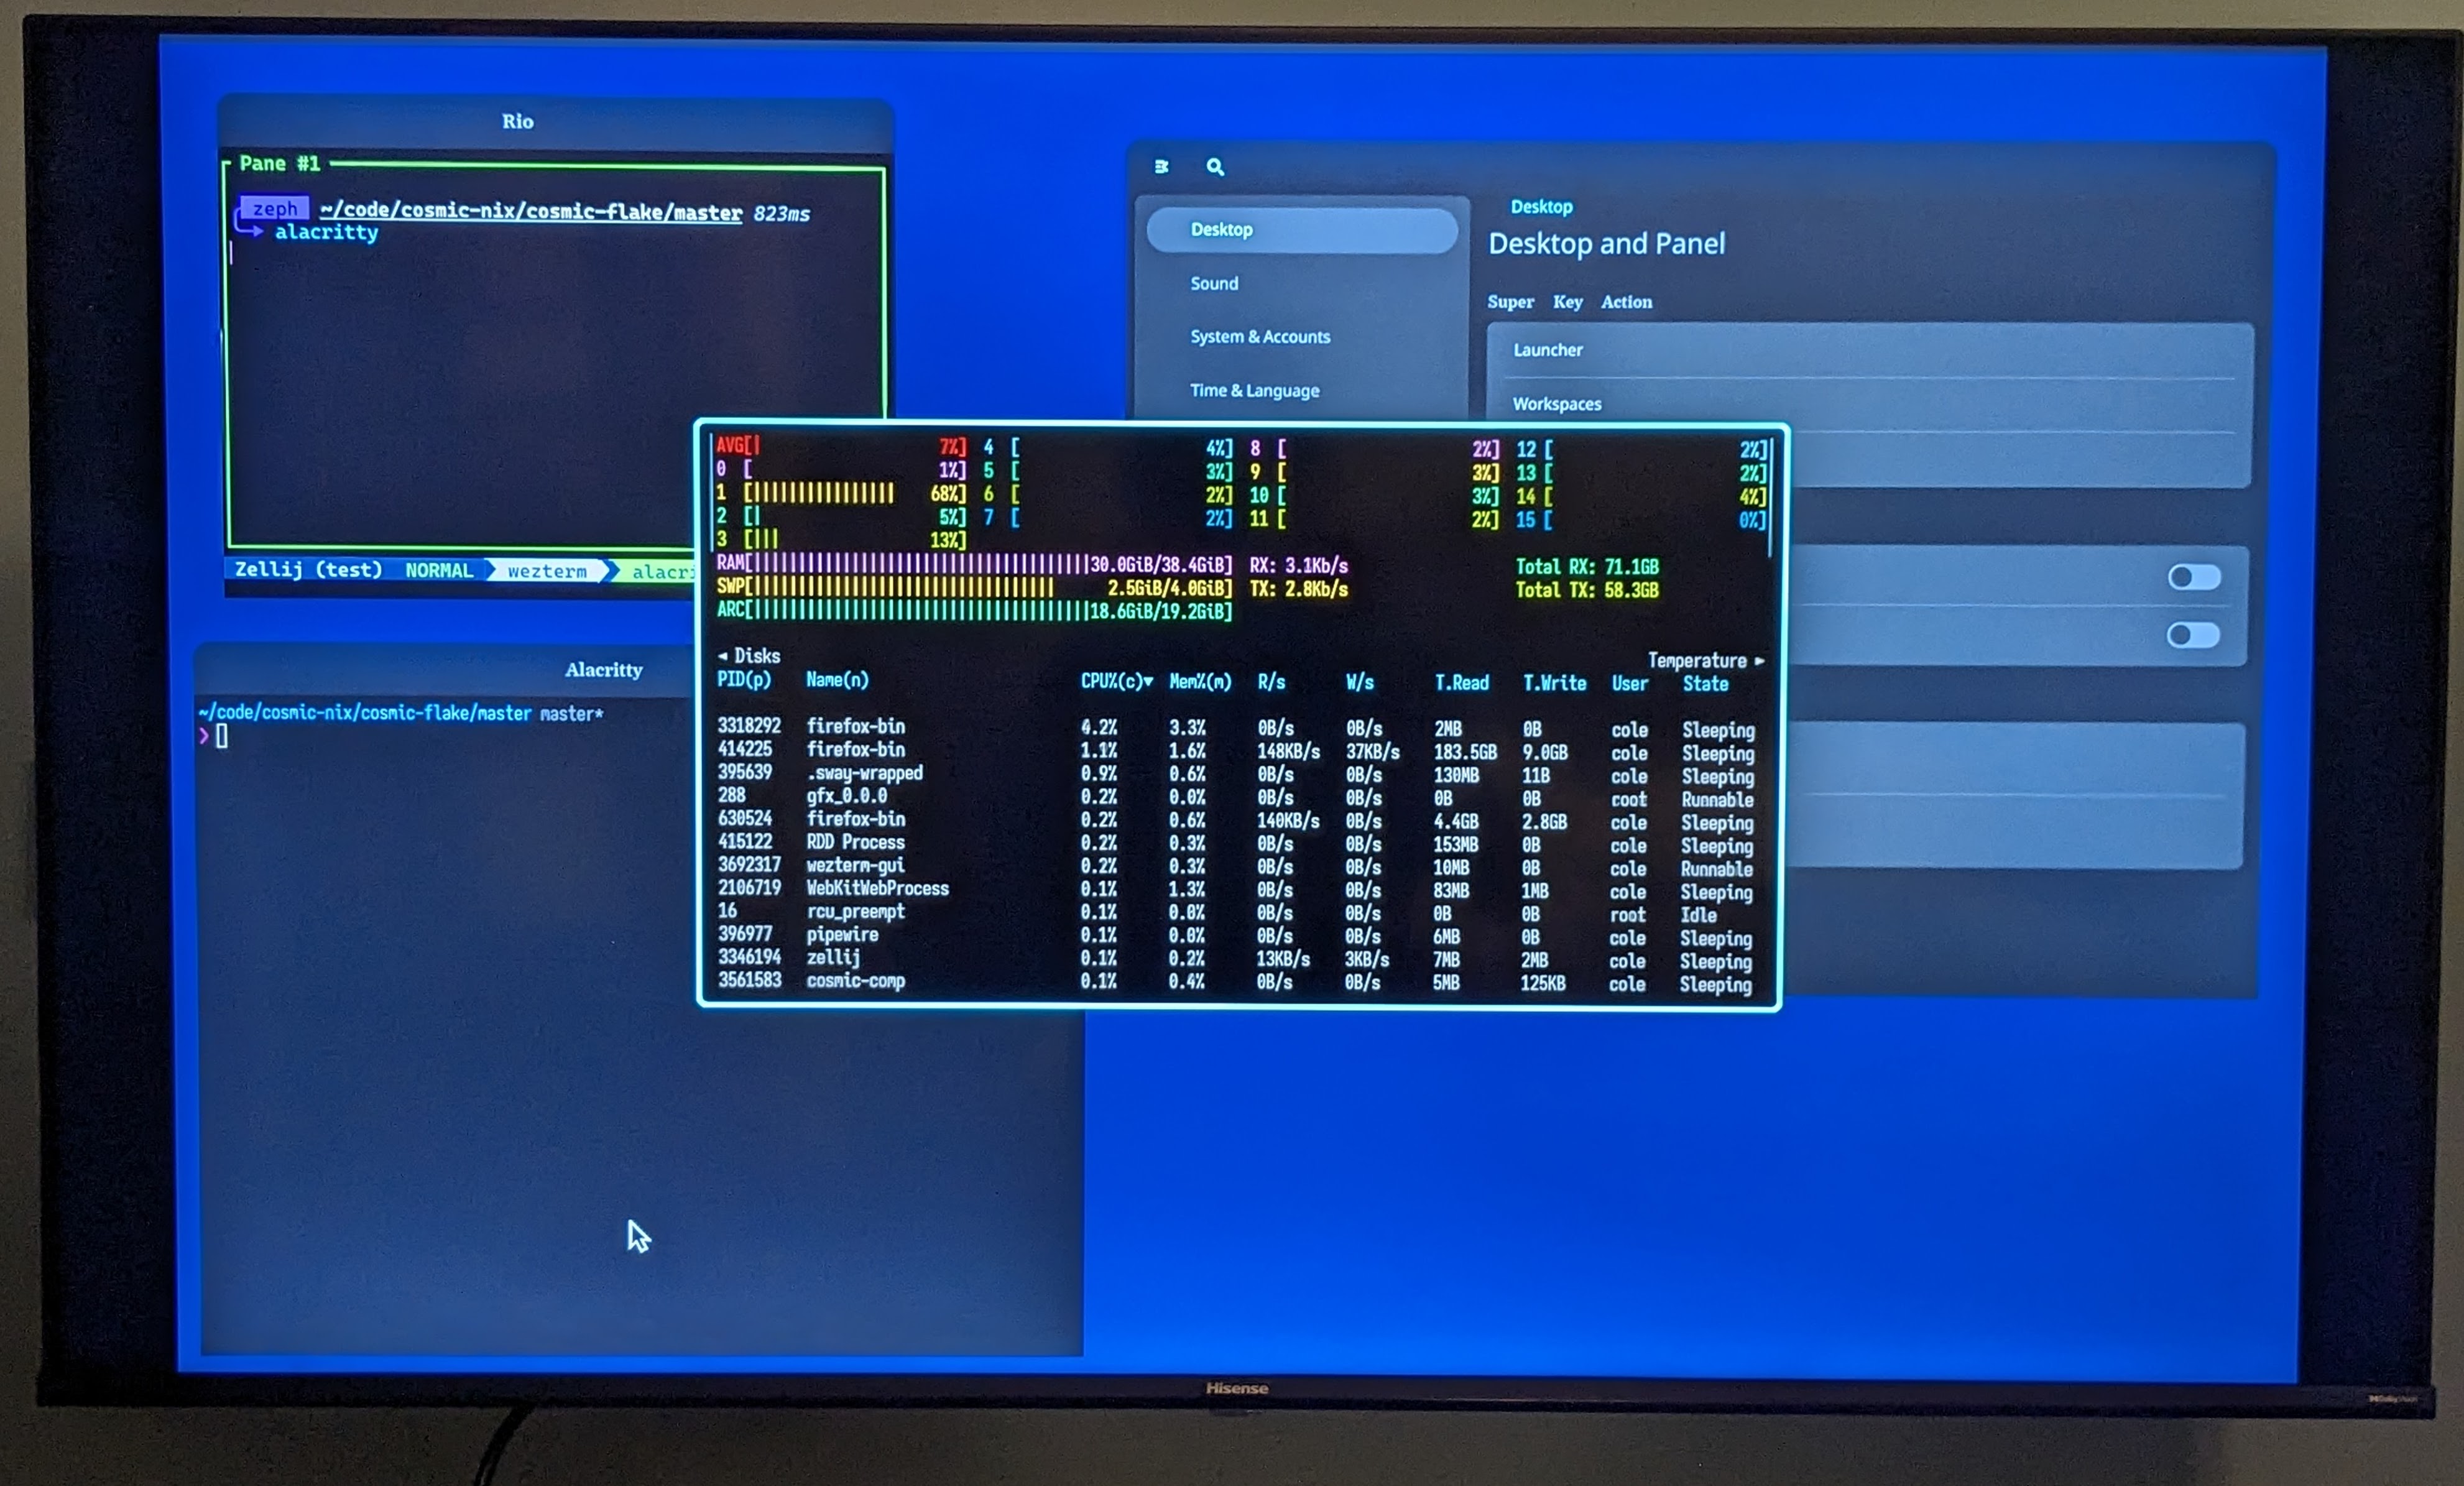 Rio
Pane #1
zeph ~/code/cosmic-nix/cosmic-flake/master 823ms
alacritty
Zellij (test) NORMAL wezterm alacri
Alacritty
~/code/cosmic-nix/cosmic-flake/master master*
❯
Desktop
Sound
System & Accounts
Time & Language
Desktop
Desktop and Panel
Super Key Action
Launcher
Workspaces
AVG[| 7%] 4 [ 4%] 8 [ 2%] 12 [ 2%]
0 [ 1%] 5 [ 3%] 9 [ 3%] 13 [ 2%]
1 [|||||||||||||||| 68%] 6 [ 2%] 10 [ 3%] 14 [ 4%]
2 [| 5%] 7 [ 2%] 11 [ 2%] 15 [ 0%]
3 [||| 13%]
RAM[||||||||||||||||||||||||||||||||||||||30.0GiB/38.4GiB] RX: 3.1Kb/s Total RX: 71.1GB
SWP[|||||||||||||||||||||||||||||||||| 2.5GiB/4.0GiB] TX: 2.8Kb/s Total TX: 58.3GB
ARC[||||||||||||||||||||||||||||||||||||||18.6GiB/19.2GiB]
◄ Disks Temperature ►
PID(p) Name(n) CPU%(c)▼ Mem%(m) R/s W/s T.Read T.Write User State
3318292 firefox-bin 4.2% 3.3% 0B/s 0B/s 2MB 0B cole Sleeping
414225 firefox-bin 1.1% 1.6% 148KB/s 37KB/s 183.5GB 9.0GB cole Sleeping
395639 .sway-wrapped 0.9% 0.6% 0B/s 0B/s 130MB 11B cole Sleeping
288 gfx_0.0.0 0.2% 0.0% 0B/s 0B/s 0B 0B coot Runnable
630524 firefox-bin 0.2% 0.6% 140KB/s 0B/s 4.4GB 2.8GB cole Sleeping
415122 RDD Process 0.2% 0.3% 0B/s 0B/s 153MB 0B cole Sleeping
3692317 wezterm-gui 0.2% 0.3% 0B/s 0B/s 10MB 0B cole Runnable
2106719 WebKitWebProcess 0.1% 1.3% 0B/s 0B/s 83MB 1MB cole Sleeping
16 rcu_preempt 0.1% 0.0% 0B/s 0B/s 0B 0B root Idle
396977 pipewire 0.1% 0.0% 0B/s 0B/s 6MB 0B cole Sleeping
3346194 zellij 0.1% 0.2% 13KB/s 3KB/s 7MB 2MB cole Sleeping
3561583 cosmic-comp 0.1% 0.4% 0B/s 0B/s 5MB 125KB cole Sleeping
Hisense